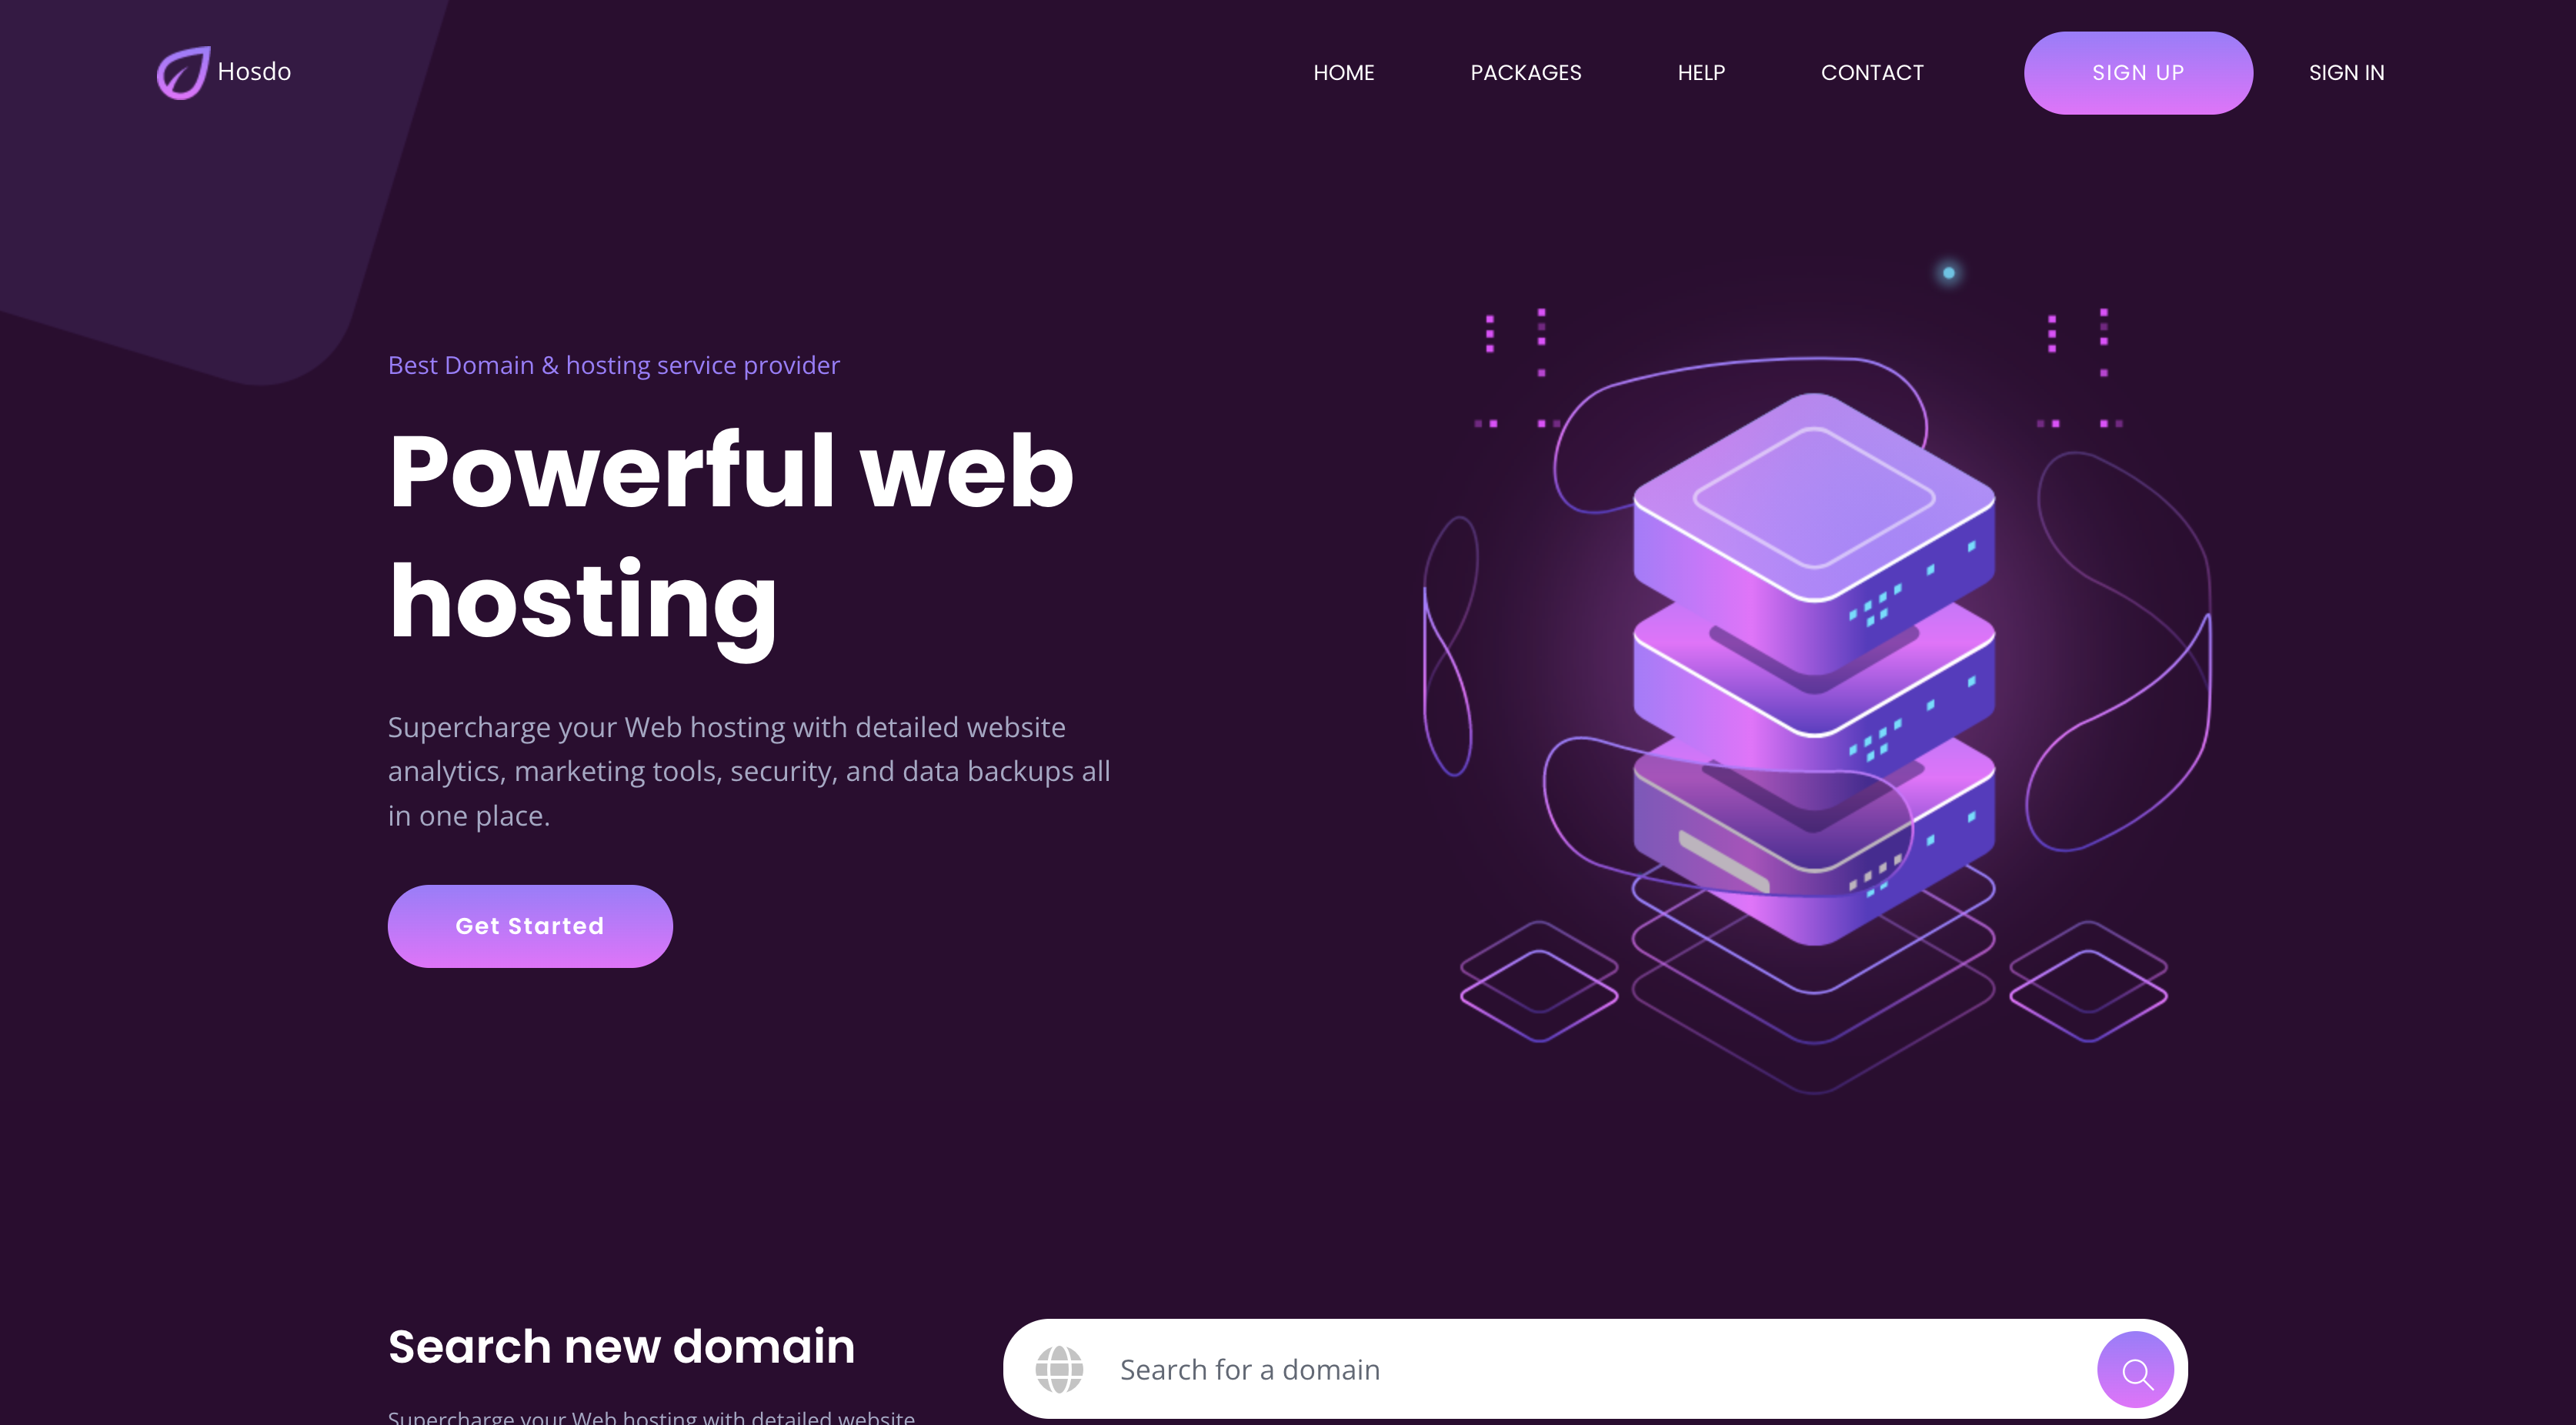 Hosdo
HOME
PACKAGES
HELP
CONTACT
SIGN UP
SIGN IN
Best Domain & hosting service provider
Powerful web
hosting
Supercharge your Web hosting with detailed website
analytics, marketing tools, security, and data backups all
in one place.
Get Started
Search new domain
Search for a domain
Supercharge your Web hosting with detailed website